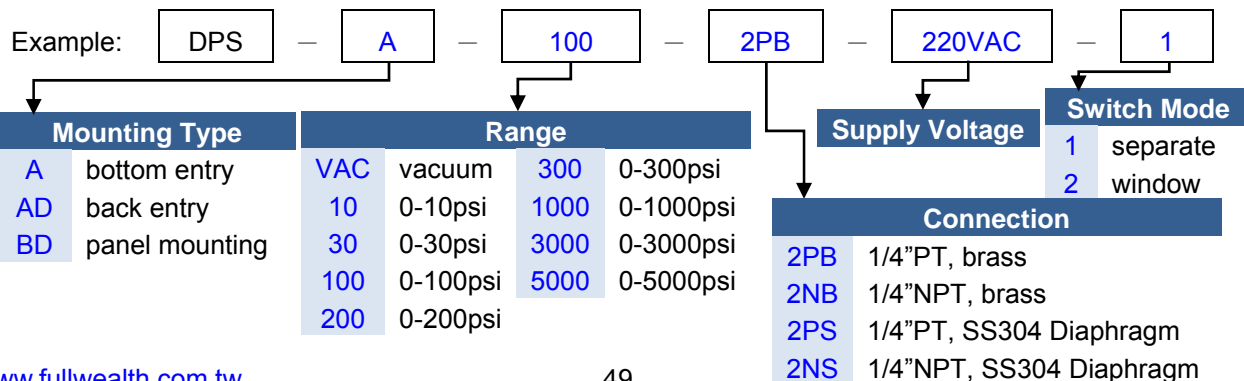 Example: DPS – A – 100 – 2PB – 220VAC – 1
Mounting Type
A bottom entry
AD back entry
BD panel mounting
Range
VAC vacuum 300 0-300psi
10 0-10psi 1000 0-1000psi
30 0-30psi 3000 0-3000psi
100 0-100psi 5000 0-5000psi
200 0-200psi
Supply Voltage
Switch Mode
1 separate
2 window
Connection
2PB 1/4”PT, brass
2NB 1/4”NPT, brass
2PS 1/4”PT, SS304 Diaphragm
2NS 1/4”NPT, SS304 Diaphragm
ww.fullwealth.com.tw 49